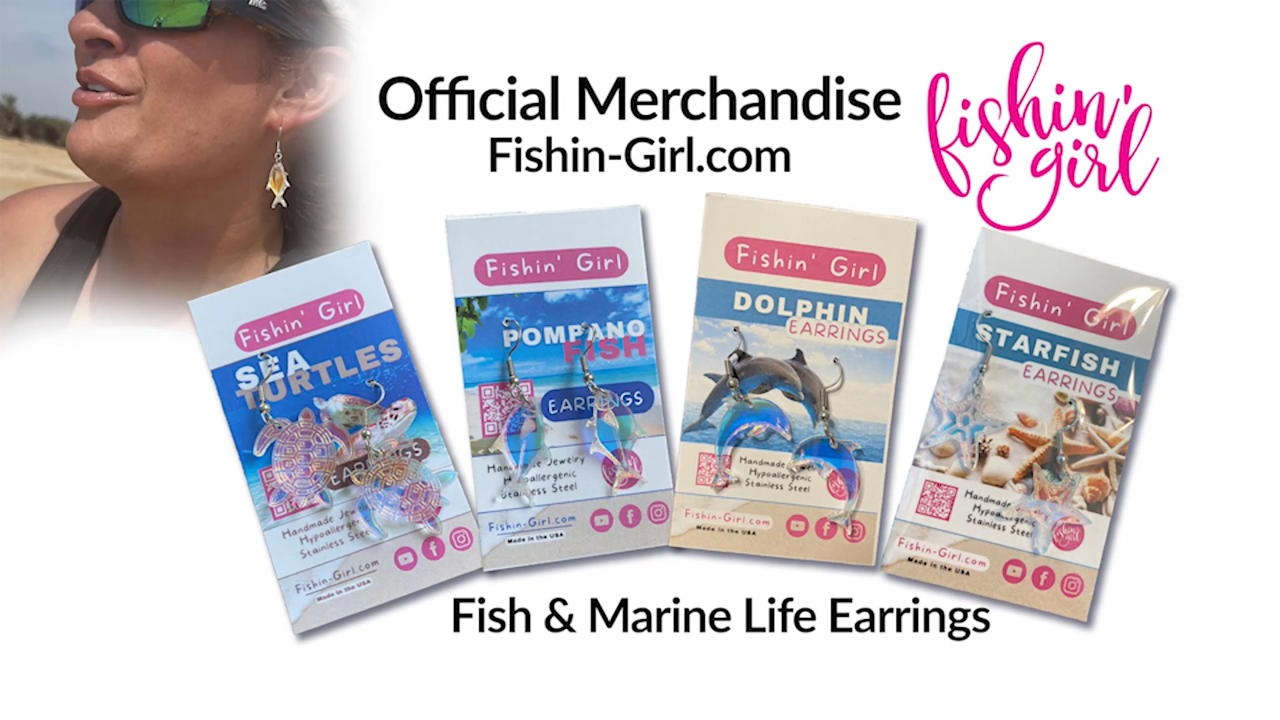 Official Merchandise
Fishin-Girl.com
fishin' girl
Fishin' Girl
SEA
TURTLES
EARRINGS
Handmade
Hypoallergenic
Stainless Steel
Fishin-Girl.com
Made in the USA
Fishin' Girl
POMPANO
FISH
EARRINGS
Handmade Jewelry
Hypoallergenic
Stainless Steel
Fishin-Girl.com
Made in the USA
Fishin' Girl
DOLPHIN
EARRINGS
Handmade
Hypoallergenic
Stainless Steel
Fishin-Girl.com
Made in the USA
Fishin' Girl
STARFISH
EARRINGS
Handmade
Hypoallergenic
Stainless Steel
Fishin-Girl.com
Made in the USA
Fish & Marine Life Earrings